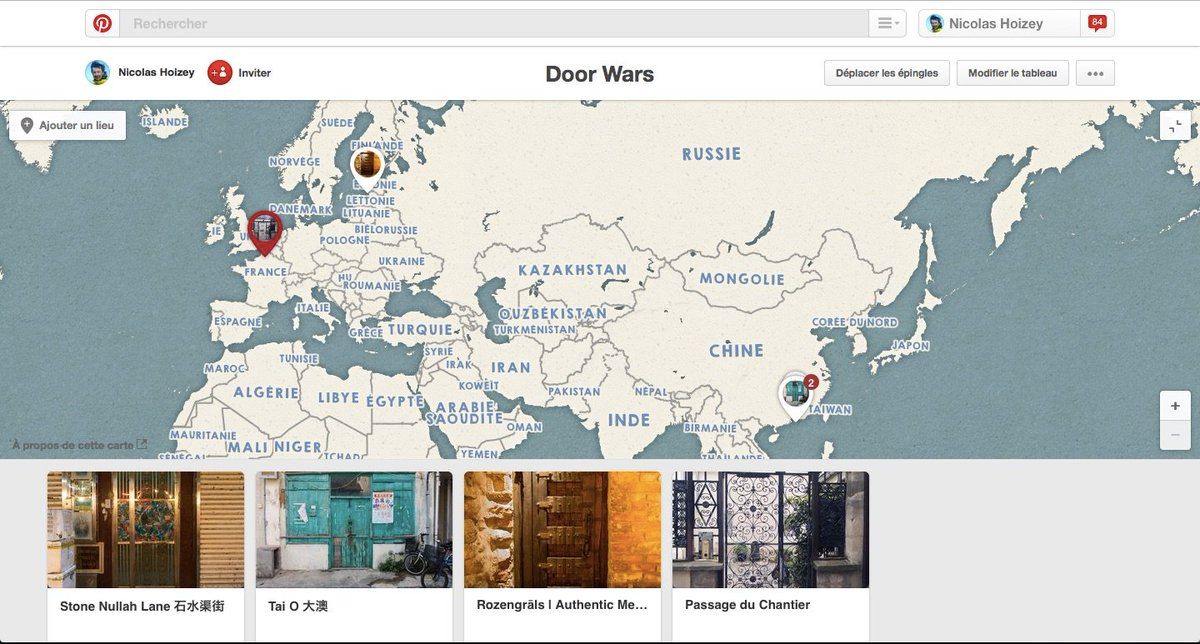 Rechercher
Nicolas Hoizey
84
Nicolas Hoizey
Inviter
Door Wars
Déplacer les épingles
Modifier le tableau
Ajouter un lieu
ISLANDE
SUÈDE
FINLANDE
RUSSIE
NORVÈGE
LETTONIE
DANEMARK
LITUANIE
IE
BIÉLORUSSIE
POLOGNE
UKRAINE
FRANCE
KAZAKHSTAN
MONGOLIE
HU
ROUMANIE
ITALIE
OUZBÉKISTAN
ESPAGNE
CORÉE DU NORD
GRÈCE
TURQUIE
TURKMÉNISTAN
JAPON
SYRIE
CHINE
TUNISIE
MAROC
IRAK
IRAN
KOWEÏT
ALGÉRIE
LIBYE
ÉGYPTE
PAKISTAN
NÉPAL
2
ARABIE
SAOUDITE
TAIWAN
INDE
OMAN
BIRMANIE
MAURITANIE
À propos de cette carte
MALI
NIGER
YÉMEN
SÉNÉGAL
TCHAD
THAÏLANDE
Stone Nullah Lane 石水渠街
Tai O 大澳
Rozengrāls | Authentic Me…
Passage du Chantier